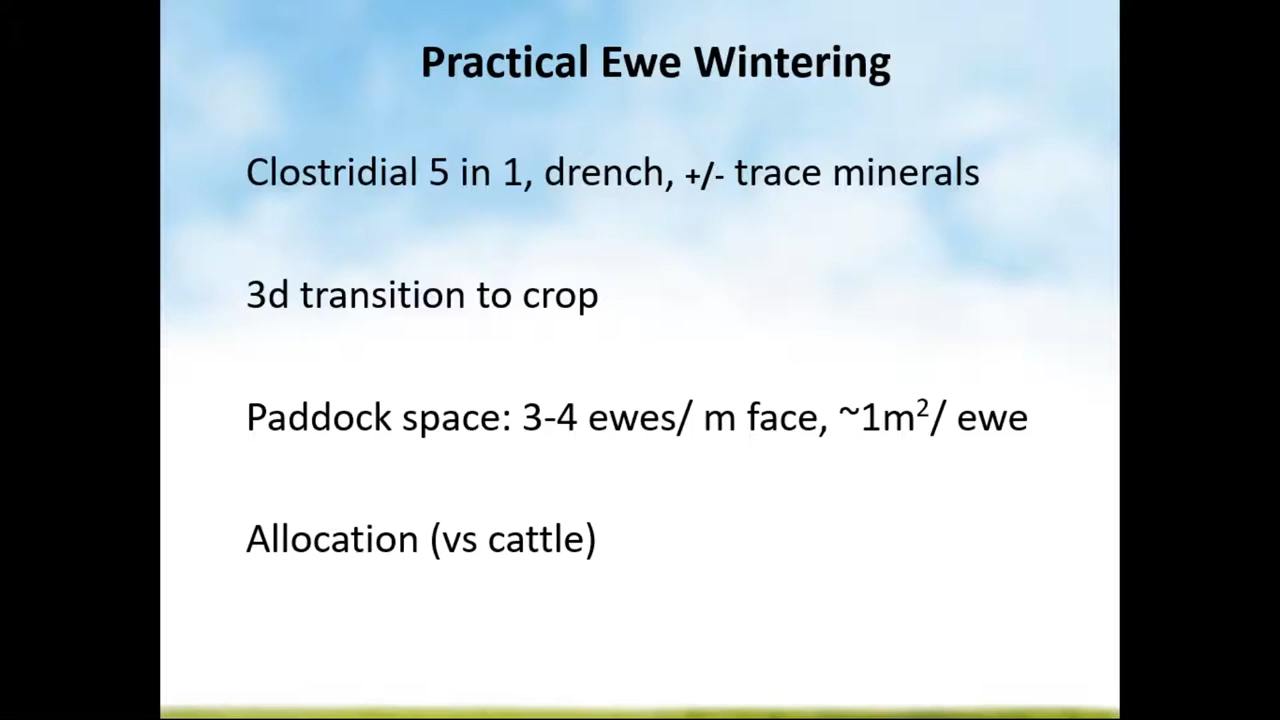 Practical Ewe Wintering
Clostridial 5 in 1, drench, +/- trace minerals
3d transition to crop
Paddock space: 3-4 ewes/ m face, ~1m²/ ewe
Allocation (vs cattle)